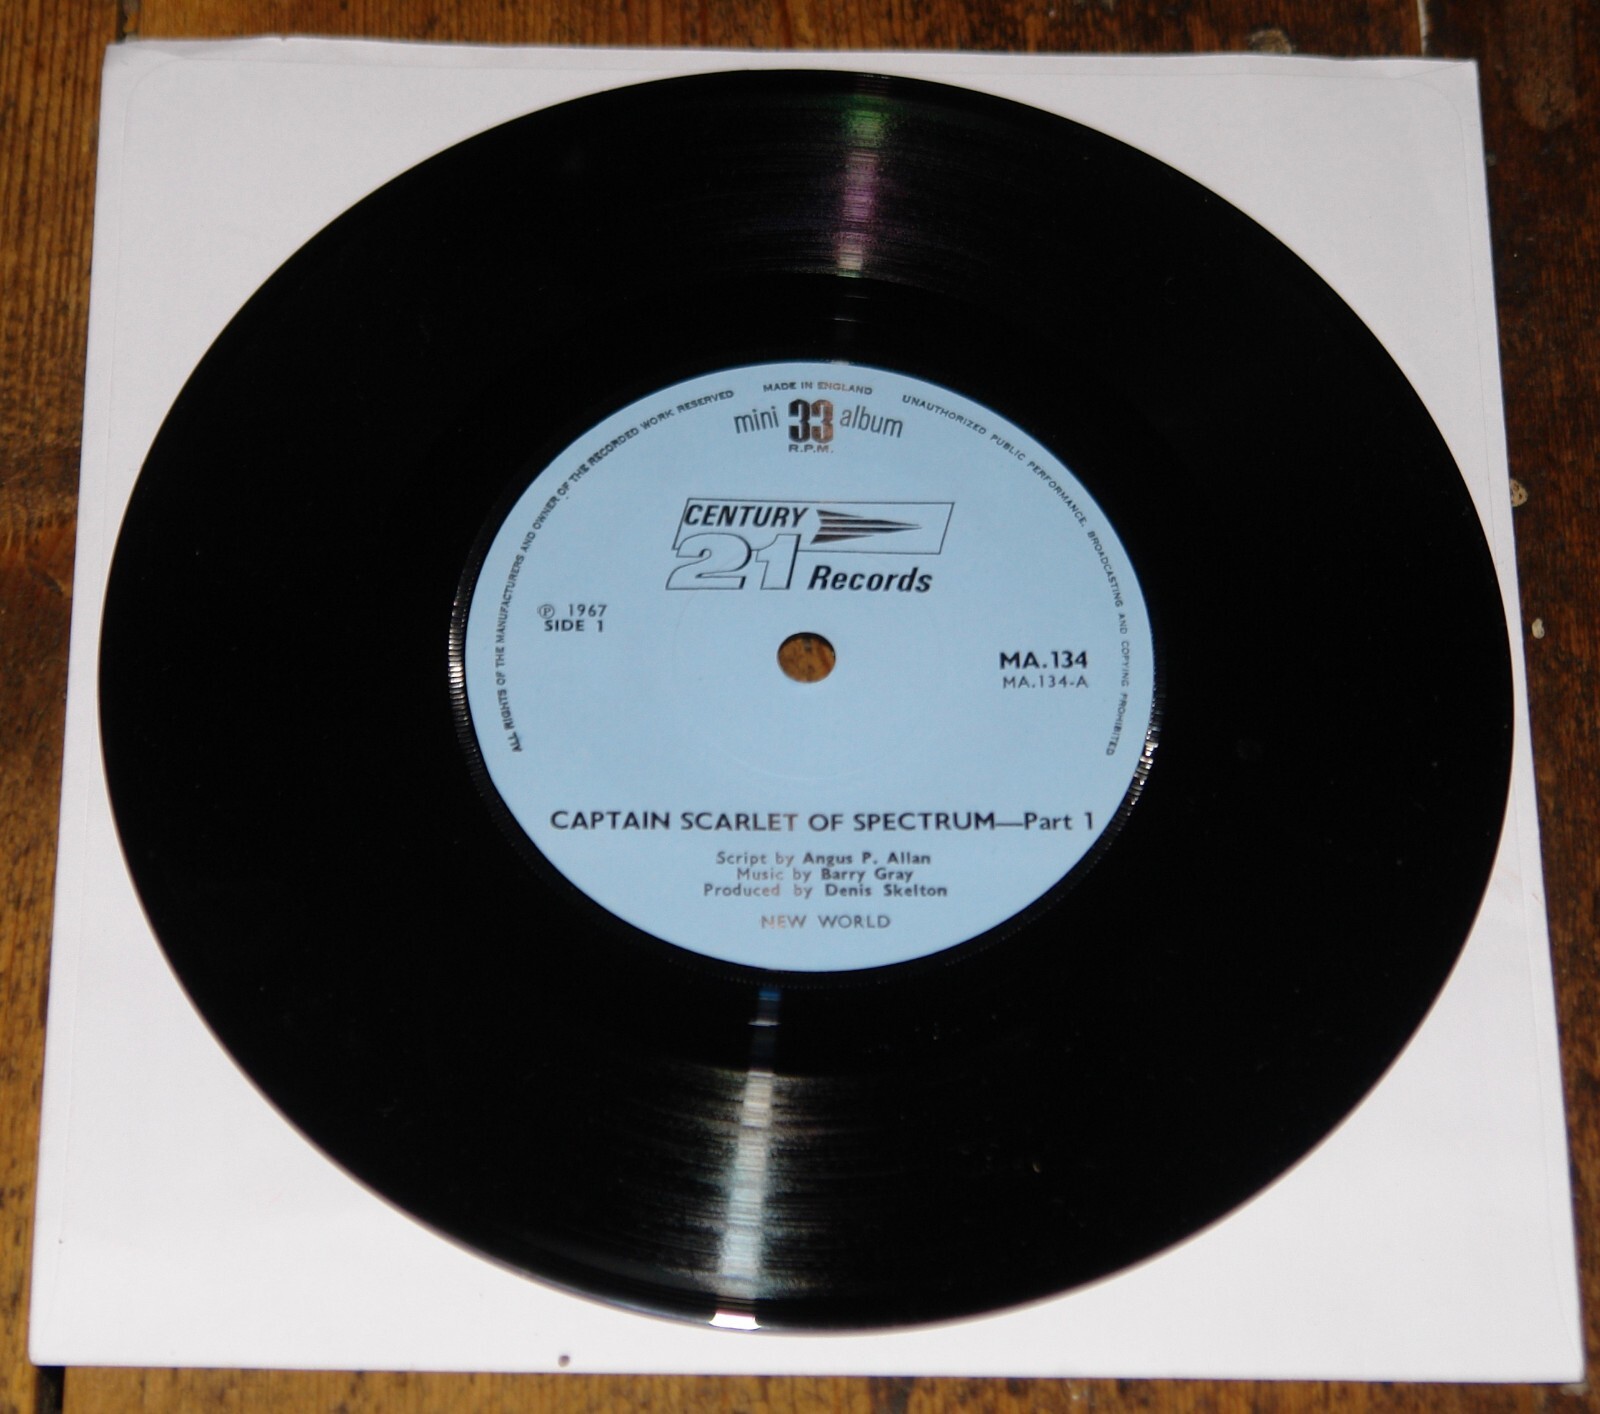 ALL RIGHTS OF THE MANUFACTURERS AND OWNER OF THE RECORDED WORK RESERVED
MADE IN ENGLAND
UNAUTHORIZED PUBLIC PERFORMANCE, BROADCASTING AND COPYING PROHIBITED
mini 33 album
R.P.M.
CENTURY
21 Records
℗ 1967
SIDE 1
MA.134
MA.134-A
CAPTAIN SCARLET OF SPECTRUM—Part 1
Script by Angus P. Allan
Music by Barry Gray
Produced by Denis Skelton
NEW WORLD